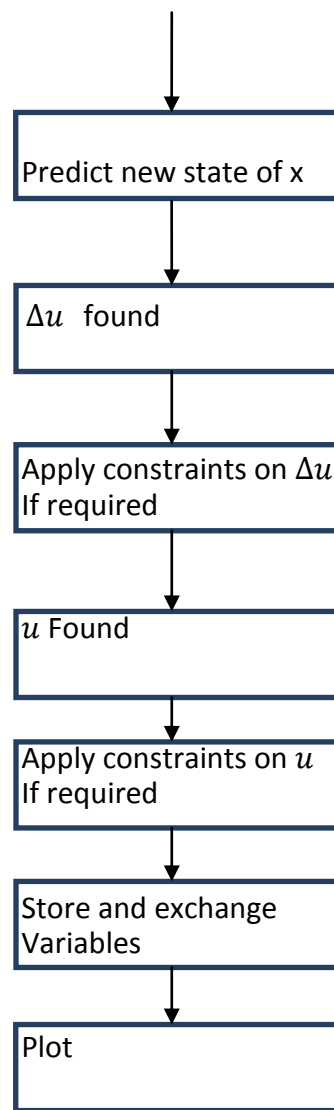 Predict new state of x
Δu found
Apply constraints on Δu
If required
u Found
Apply constraints on u
If required
Store and exchange
Variables
Plot